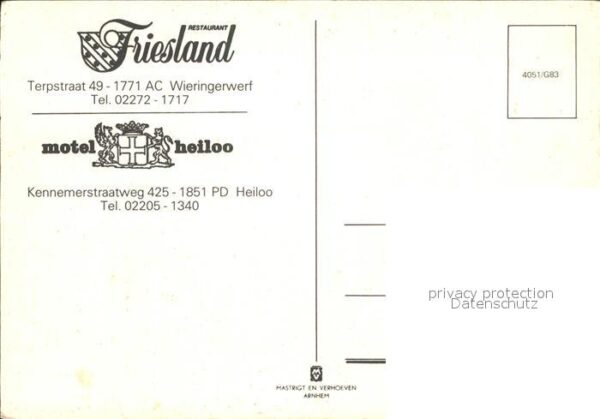 RESTAURANT
Friesland
Terpstraat 49 - 1771 AC Wieringerwerf
Tel. 02272 - 1717
motel heiloo
Kennemerstraatweg 425 - 1851 PD Heiloo
Tel. 02205 - 1340
4051/G83
privacy protection
Datenschutz
MASTRIGT EN VERHOEVEN
ARNHEM